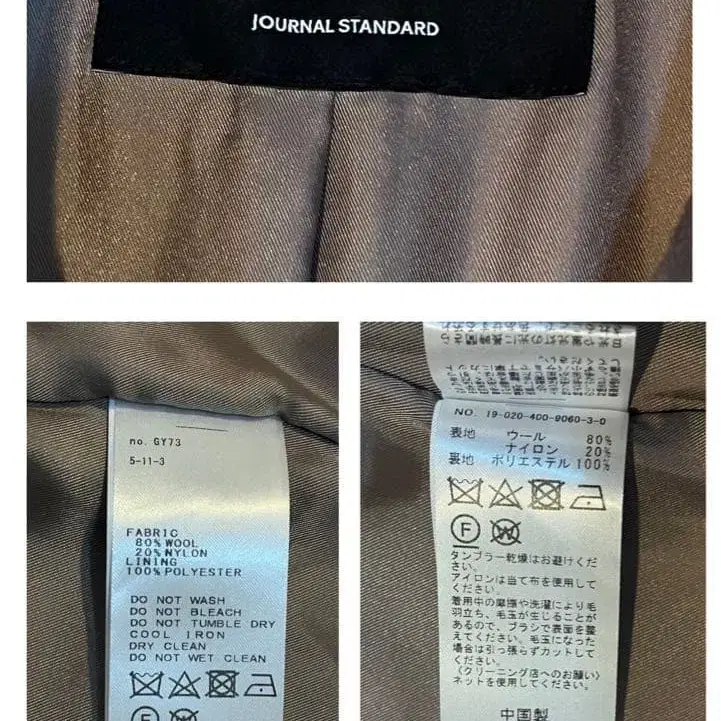 JOURNAL STANDARD
no. GY73
5-11-3
FABRIC
80% WOOL
20% NYLON
LINING
100% POLYESTER
DO NOT WASH
DO NOT BLEACH
DO NOT TUMBLE DRY
COOL IRON
DRY CLEAN
DO NOT WET CLEAN
F W
NO. 19-020-400-9060-3-0
表地 ウール 80%
ナイロン 20%
裏地 ポリエステル 100%
F W
タンブラー乾燥はお避けくだ
さい。
アイロンは当て布を使用して
ください。
着用中の摩擦や洗濯により毛
羽立ち、毛玉が生じることが
あるので、ブラシで表面を整
えてください。毛玉になった
場合は引っ張らずカットして
ください。
〈クリーニング店へのお願い〉
ネットを使用してください。
中国製